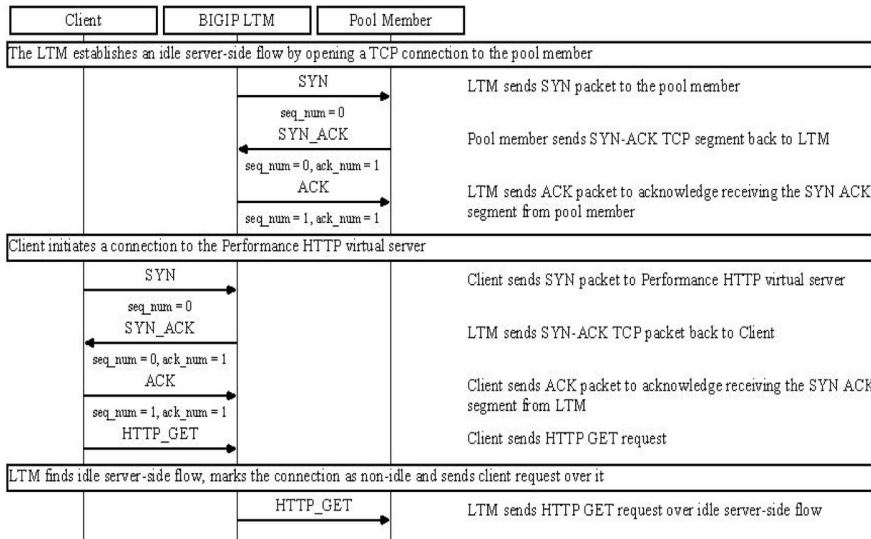 Client BIGIP LTM Pool Member
The LTM establishes an idle server-side flow by opening a TCP connection to the pool member
SYN LTM sends SYN packet to the pool member
seq_num = 0
SYN_ACK Pool member sends SYN-ACK TCP segment back to LTM
seq_num = 0, ack_num = 1
ACK LTM sends ACK packet to acknowledge receiving the SYN ACK
seq_num = 1, ack_num = 1 segment from pool member
Client initiates a connection to the Performance HTTP virtual server
SYN Client sends SYN packet to Performance HTTP virtual server
seq_num = 0
SYN_ACK LTM sends SYN-ACK TCP packet back to Client
seq_num = 0, ack_num = 1
ACK Client sends ACK packet to acknowledge receiving the SYN ACK
seq_num = 1, ack_num = 1 segment from LTM
HTTP_GET Client sends HTTP GET request
LTM finds idle server-side flow, marks the connection as non-idle and sends client request over it
HTTP_GET LTM sends HTTP GET request over idle server-side flow